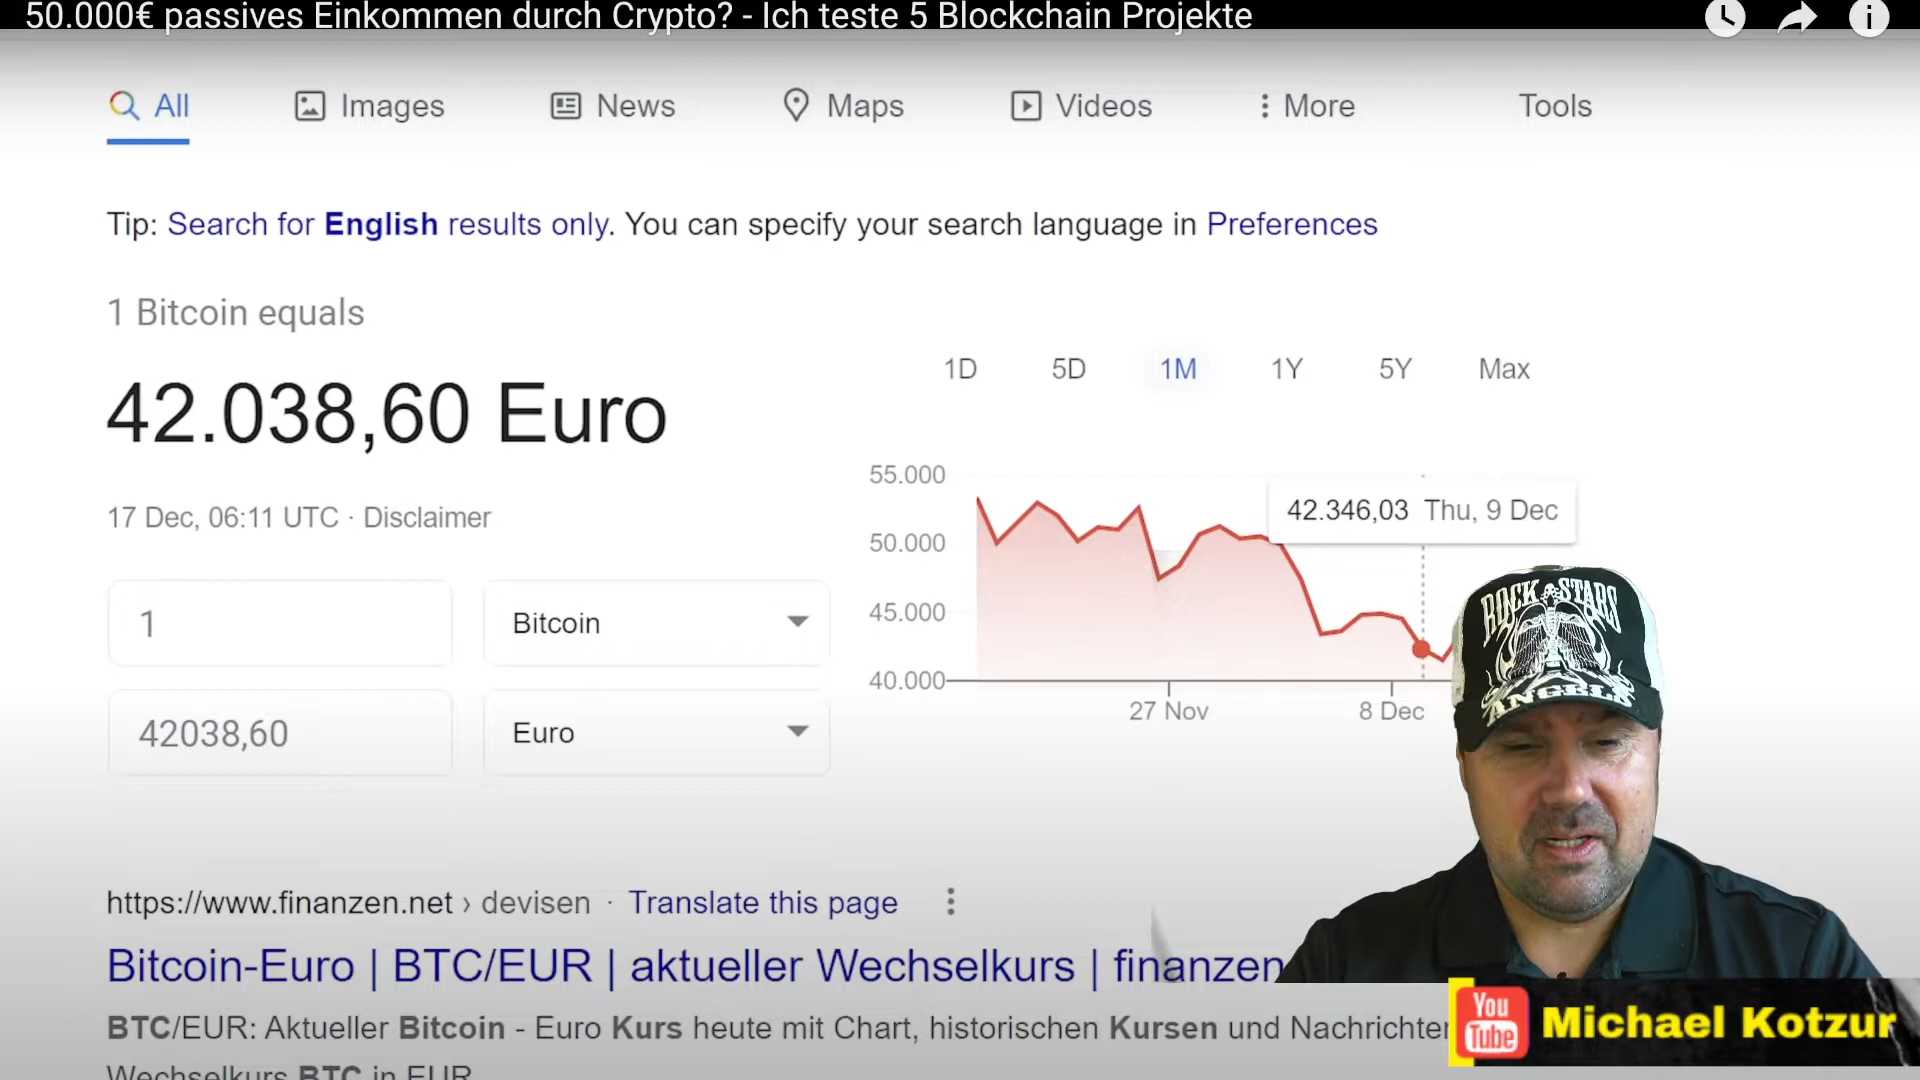 50.000€ passives Einkommen durch Crypto? - Ich teste 5 Blockchain Projekte
All Images News Maps Videos More Tools
Tip: Search for English results only. You can specify your search language in Preferences
1 Bitcoin equals
42.038,60 Euro
17 Dec, 06:11 UTC · Disclaimer
1 Bitcoin
42038,60 Euro
1D 5D 1M 1Y 5Y Max
55.000
42.346,03 Thu, 9 Dec
50.000
45.000
40.000
27 Nov 8 Dec
ROCK STARS
ANGELS
https://www.finanzen.net › devisen · Translate this page
Bitcoin-Euro | BTC/EUR | aktueller Wechselkurs | finanzen
BTC/EUR: Aktueller Bitcoin - Euro Kurs heute mit Chart, historischen Kursen und Nachrichten
Wechselkurs BTC in EUR
You
Tube
Michael Kotzur